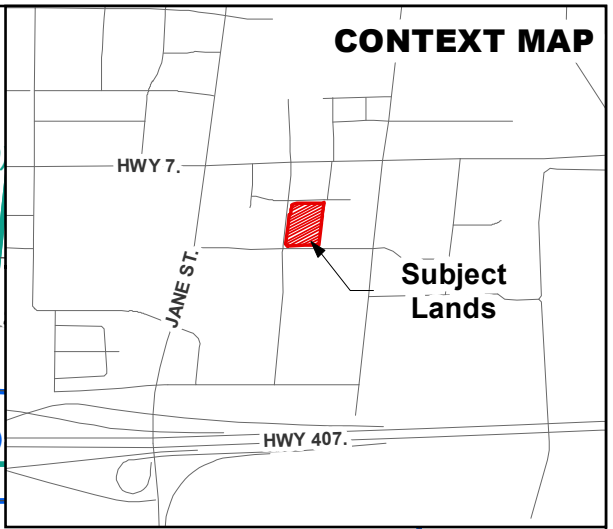 CONTEXT MAP
HWY 7.
JANE ST.
Subject
Lands
HWY 407.